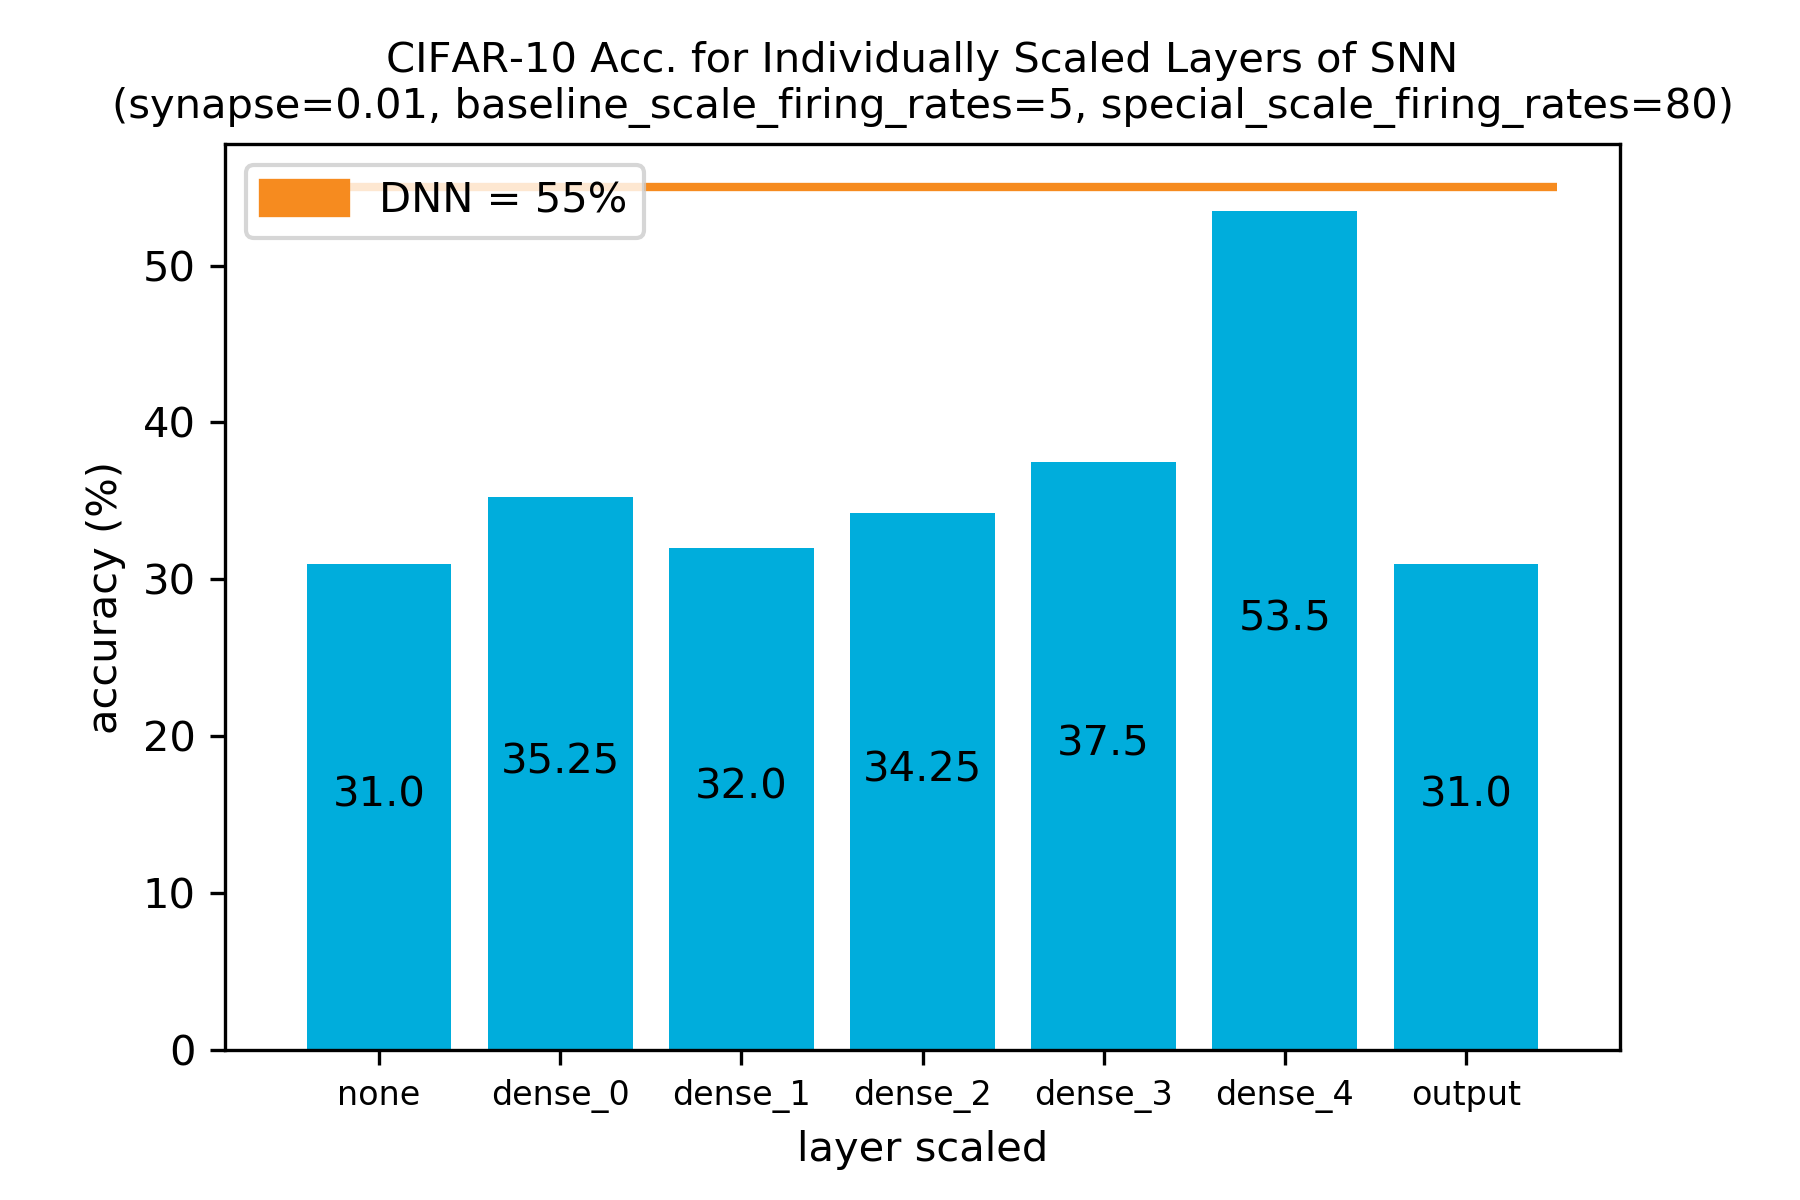 CIFAR-10 Acc. for Individually Scaled Layers of SNN
(synapse=0.01, baseline_scale_firing_rates=5, special_scale_firing_rates=80)
DNN = 55%
accuracy (%)
50
40
30
20
10
0
31.0
35.25
32.0
34.25
37.5
53.5
31.0
none
dense_0
dense_1
dense_2
dense_3
dense_4
output
layer scaled